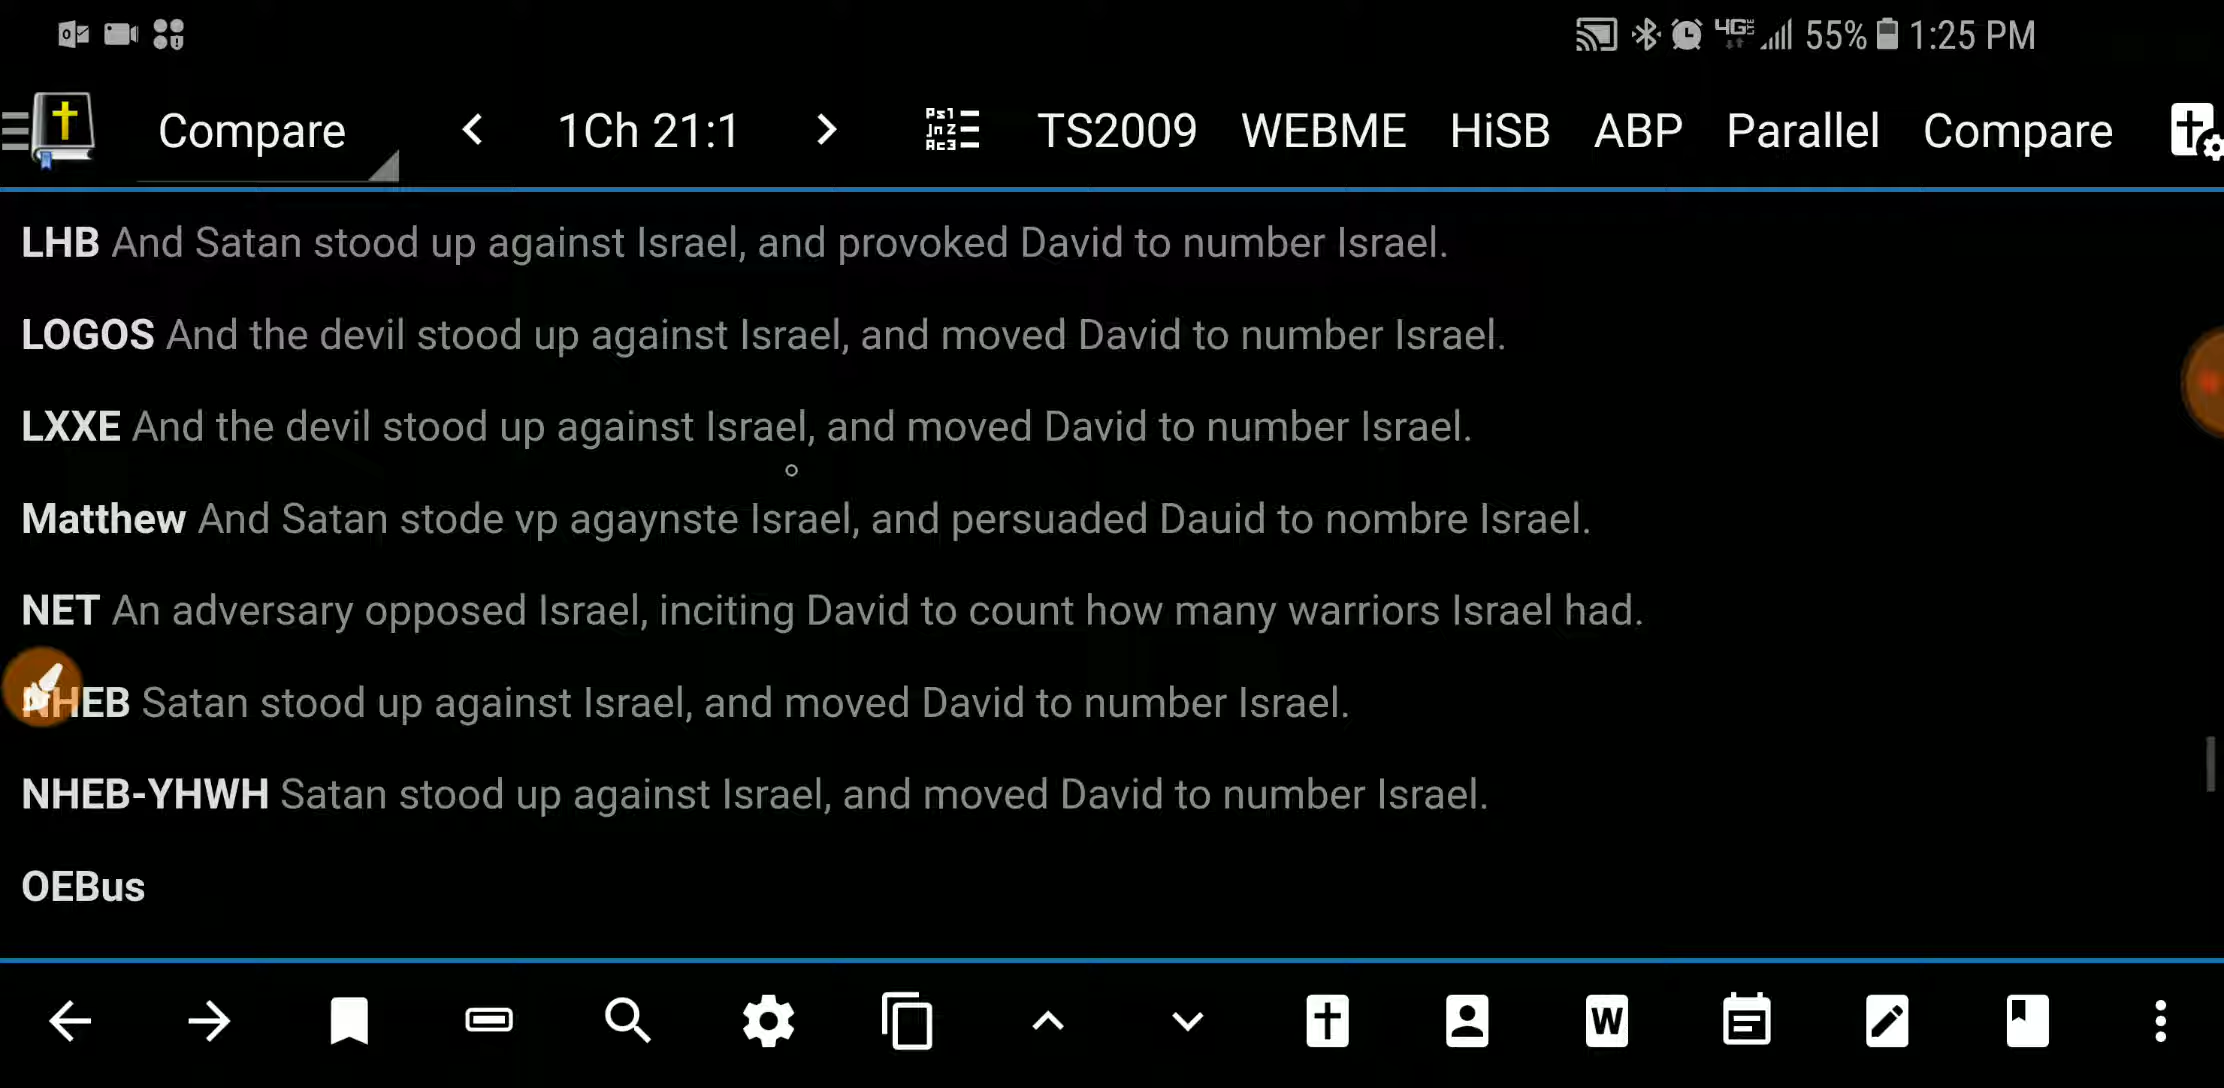 55% 1:25 PM
Compare 1Ch 21:1 TS2009 WEBME HiSB ABP Parallel Compare
LHB And Satan stood up against Israel, and provoked David to number Israel.
LOGOS And the devil stood up against Israel, and moved David to number Israel.
LXXE And the devil stood up against Israel, and moved David to number Israel.
Matthew And Satan stode vp agaynste Israel, and persuaded Dauid to nombre Israel.
NET An adversary opposed Israel, inciting David to count how many warriors Israel had.
NHEB Satan stood up against Israel, and moved David to number Israel.
NHEB-YHWH Satan stood up against Israel, and moved David to number Israel.
OEBus
W